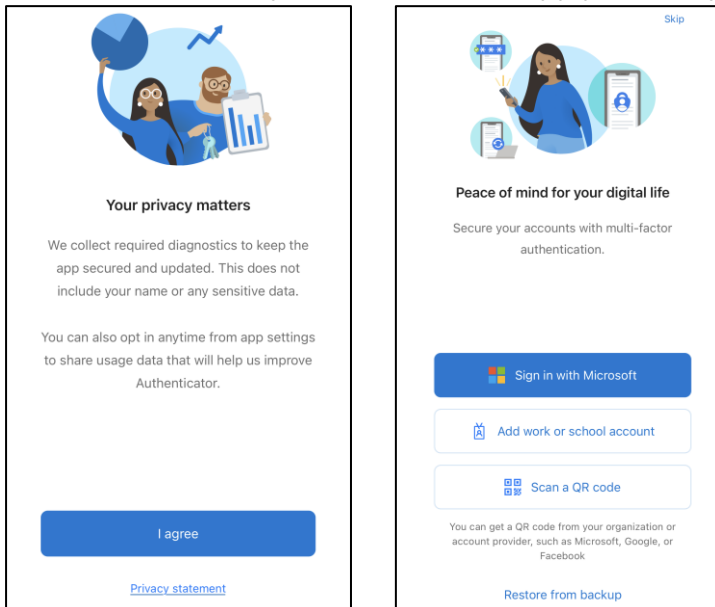 Your privacy matters
We collect required diagnostics to keep the
app secured and updated. This does not
include your name or any sensitive data.
You can also opt in anytime from app settings
to share usage data that will help us improve
Authenticator.
I agree
Privacy statement
Skip
Peace of mind for your digital life
Secure your accounts with multi-factor
authentication.
Sign in with Microsoft
Add work or school account
Scan a QR code
You can get a QR code from your organization or
account provider, such as Microsoft, Google, or
Facebook
Restore from backup